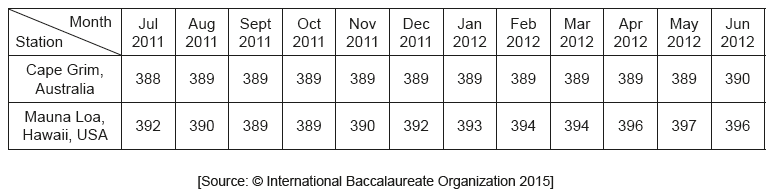 Month Station Jul 2011 Aug 2011 Sept 2011 Oct 2011 Nov 2011 Dec 2011 Jan 2012 Feb 2012 Mar 2012 Apr 2012 May 2012 Jun 2012
Cape Grim, Australia 388 389 389 389 389 389 389 389 389 389 389 390
Mauna Loa, Hawaii, USA 392 390 389 389 390 392 393 394 394 396 397 396
[Source: © International Baccalaureate Organization 2015]